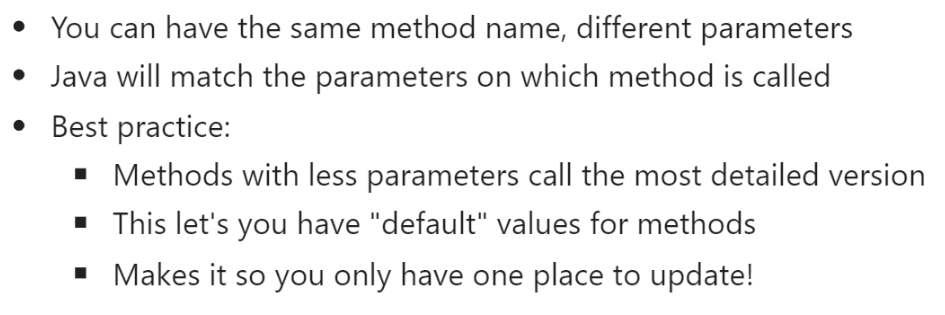 • You can have the same method name, different parameters
• Java will match the parameters on which method is called
• Best practice:
▪ Methods with less parameters call the most detailed version
▪ This let's you have "default" values for methods
▪ Makes it so you only have one place to update!